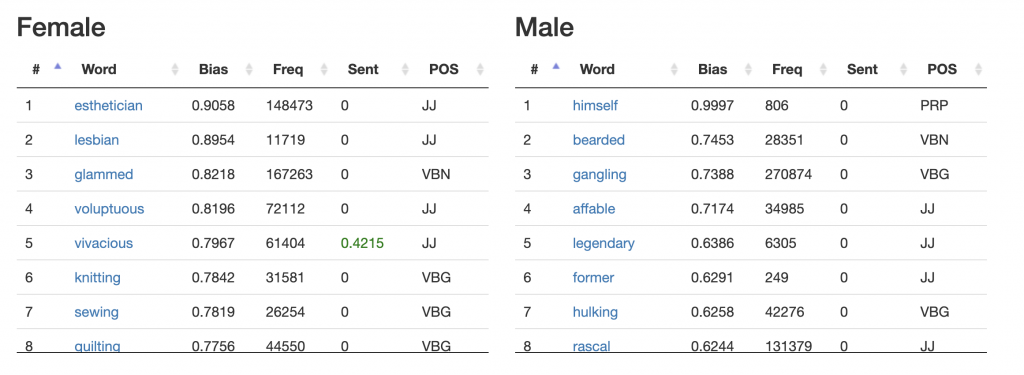 Female
# Word Bias Freq Sent POS
1 esthetician 0.9058 148473 0 JJ
2 lesbian 0.8954 11719 0 JJ
3 glammed 0.8218 167263 0 VBN
4 voluptuous 0.8196 72112 0 JJ
5 vivacious 0.7967 61404 0.4215 JJ
6 knitting 0.7842 31581 0 VBG
7 sewing 0.7819 26254 0 VBG
8 quilting 0.7756 44550 0 VBG
Male
# Word Bias Freq Sent POS
1 himself 0.9997 806 0 PRP
2 bearded 0.7453 28351 0 VBN
3 gangling 0.7388 270874 0 VBG
4 affable 0.7174 34985 0 JJ
5 legendary 0.6386 6305 0 JJ
6 former 0.6291 249 0 JJ
7 hulking 0.6258 42276 0 VBG
8 rascal 0.6244 131379 0 JJ